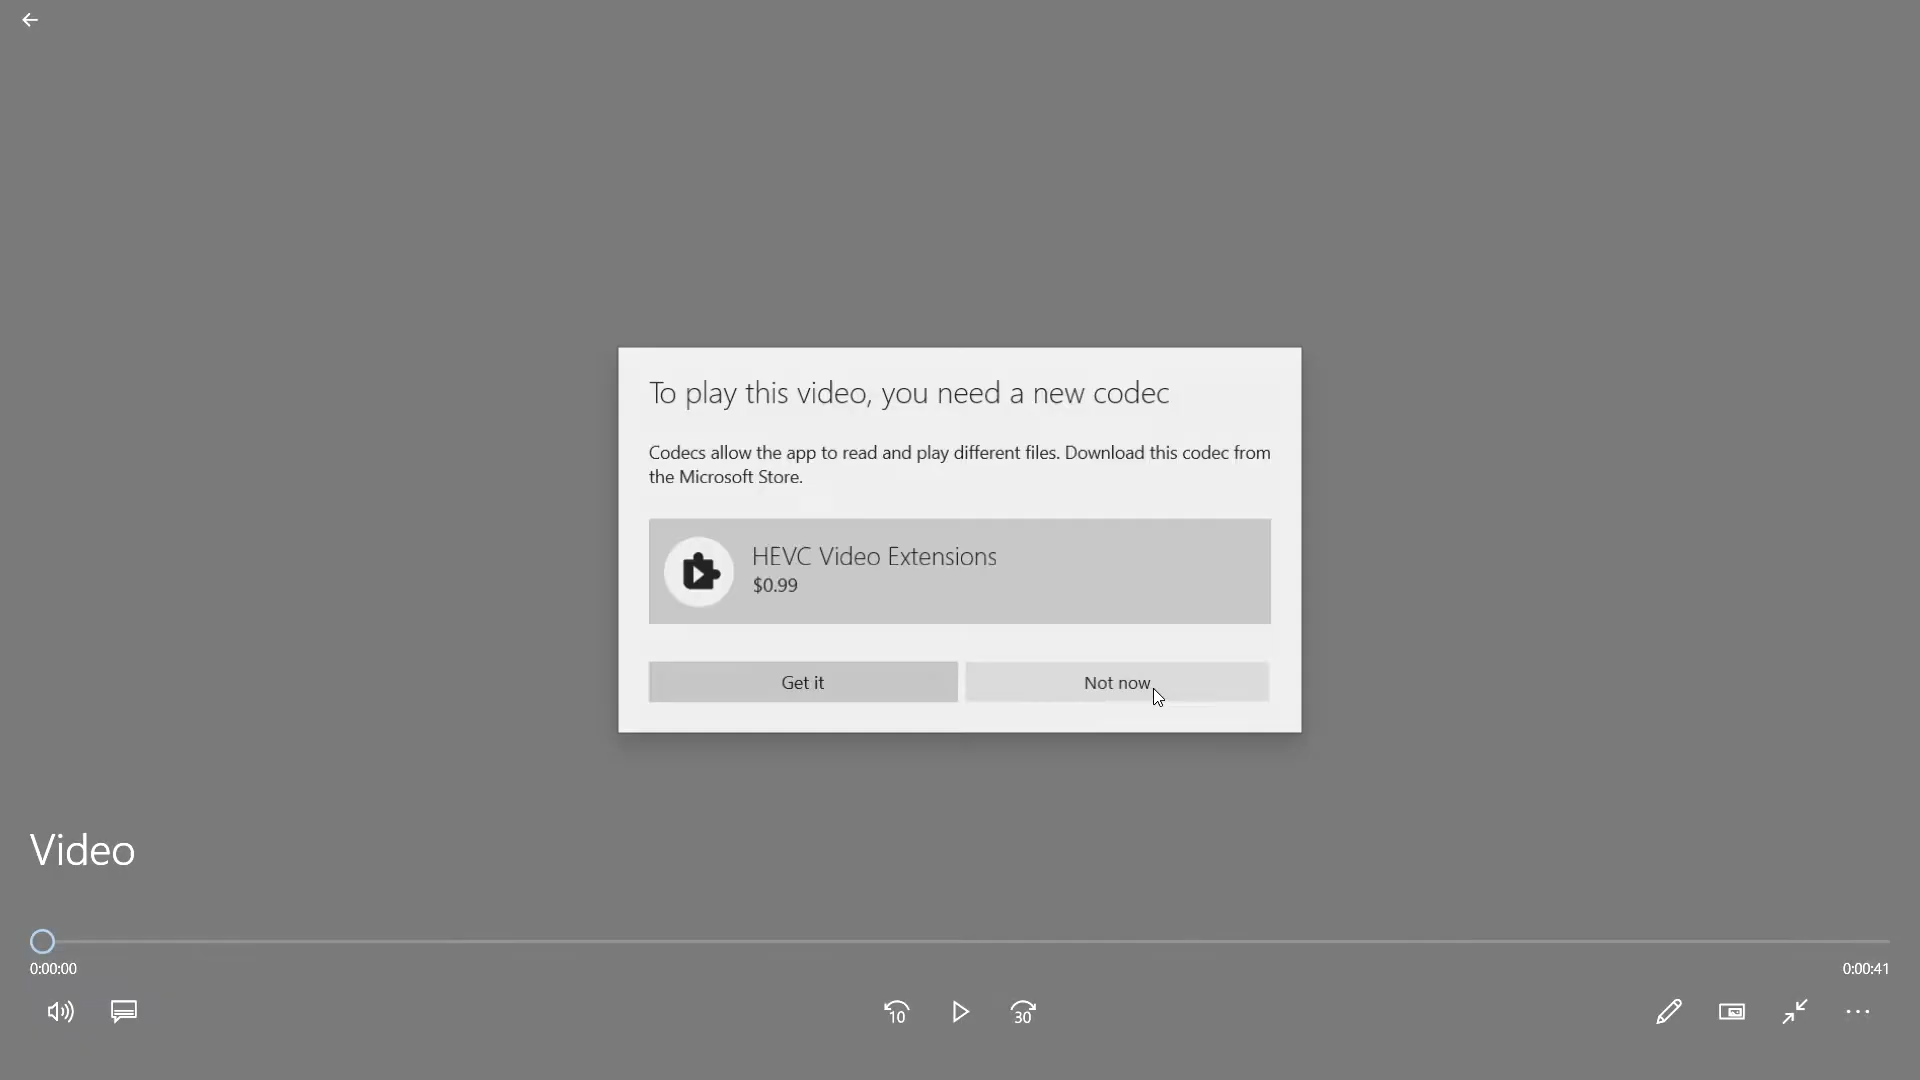 To play this video, you need a new codec
Codecs allow the app to read and play different files. Download this codec from
the Microsoft Store.
HEVC Video Extensions
$0.99
Get it
Not now
Video
0:00:00
0:00:41
10
30